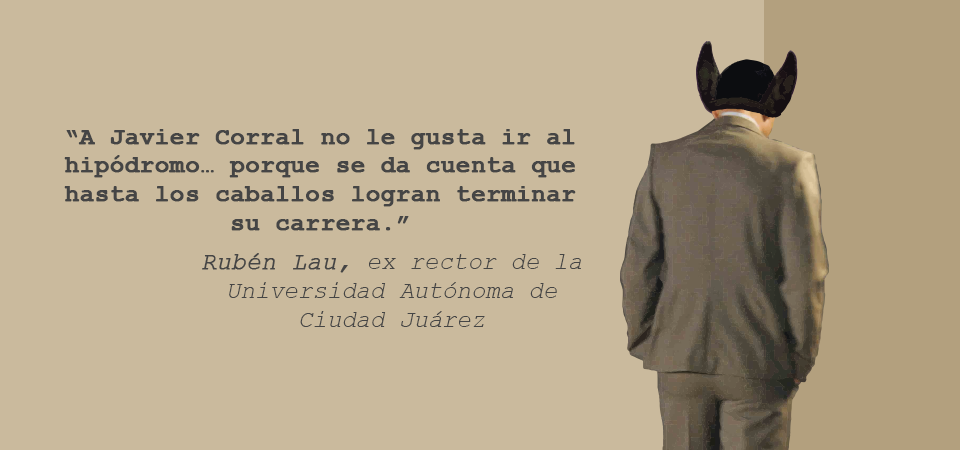 “A Javier Corral no le gusta ir al
hipódromo… porque se da cuenta que
hasta los caballos logran terminar
su carrera.”
Rubén Lau, ex rector de la
Universidad Autónoma de
Ciudad Juárez